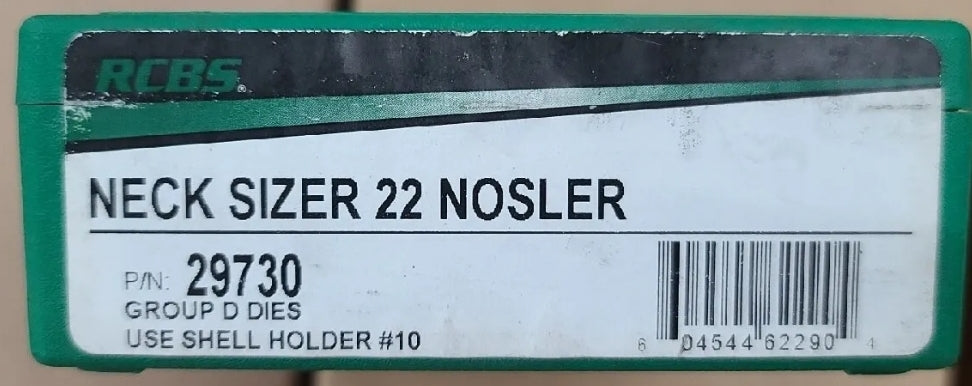 RCBS.
NECK SIZER 22 NOSLER
P/N: 29730
GROUP D DIES
USE SHELL HOLDER #10
6 04544 62290 4